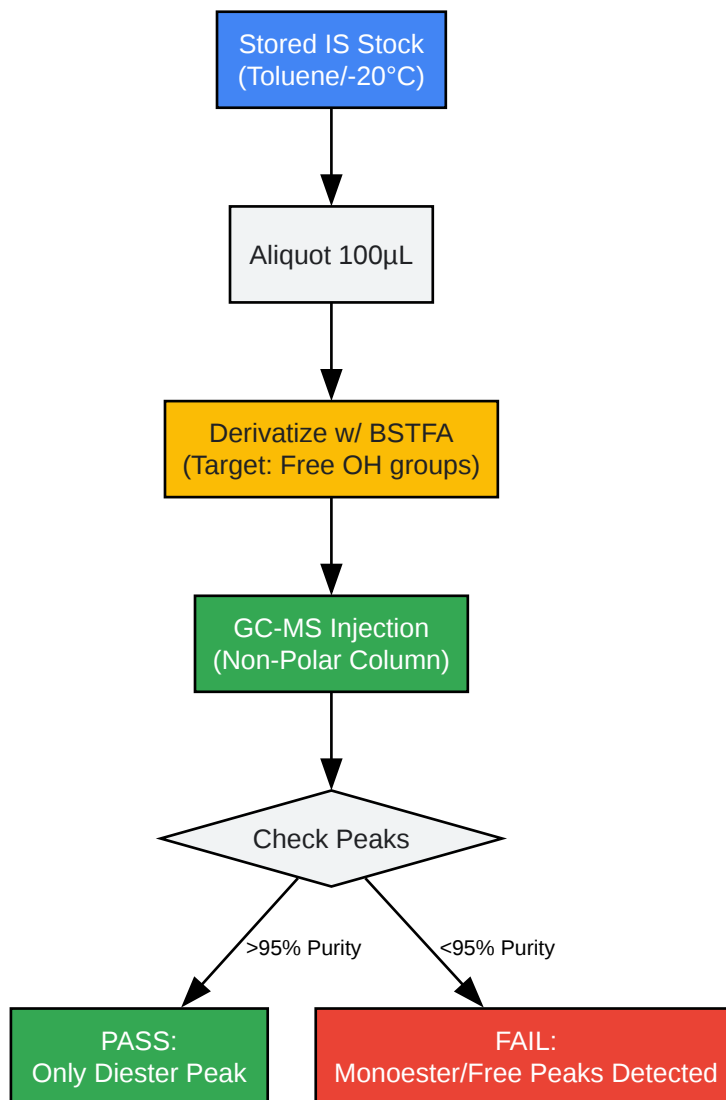 Stored IS Stock
(Toluene/-20°C)
Aliquot 100µL
Derivatize w/ BSTFA
(Target: Free OH groups)
GC-MS Injection
(Non-Polar Column)
Check Peaks
>95% Purity
<95% Purity
PASS:
Only Diester Peak
FAIL:
Monoester/Free Peaks Detected